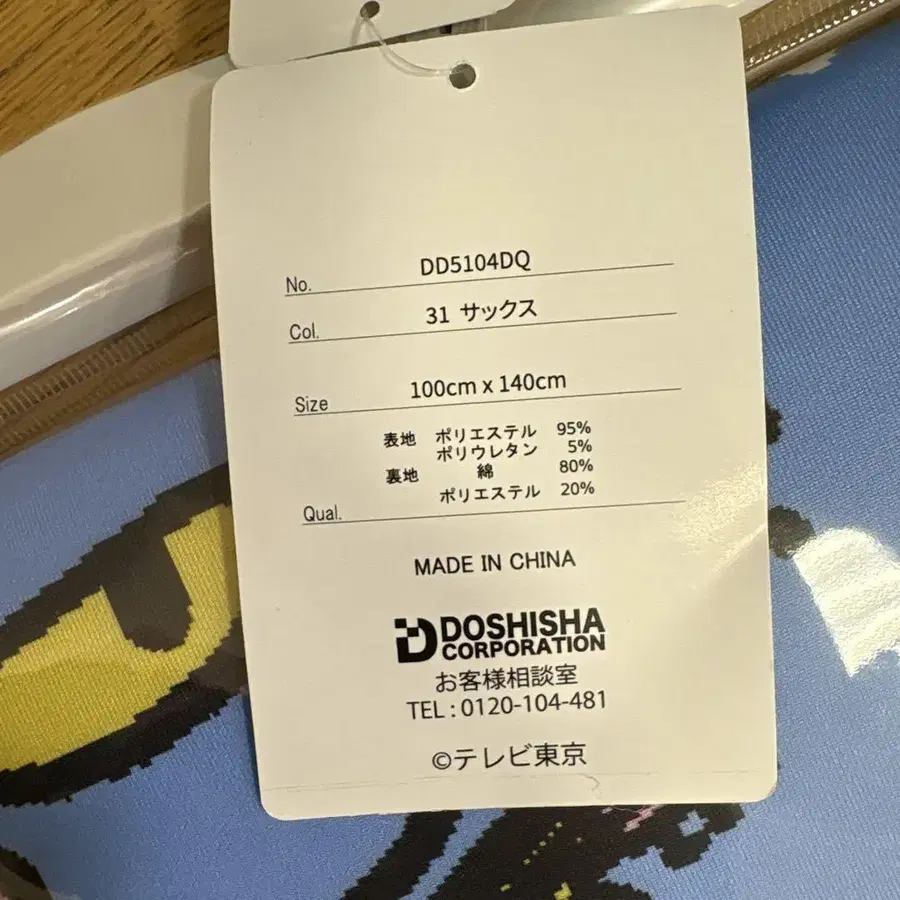 No. DD5104DQ
Col. 31 サックス
Size 100cm x 140cm
表地 ポリエステル 95%
ポリウレタン 5%
裏地 綿 80%
ポリエステル 20%
Qual.
MADE IN CHINA
DOSHISHA
CORPORATION
お客様相談室
TEL : 0120-104-481
©テレビ東京